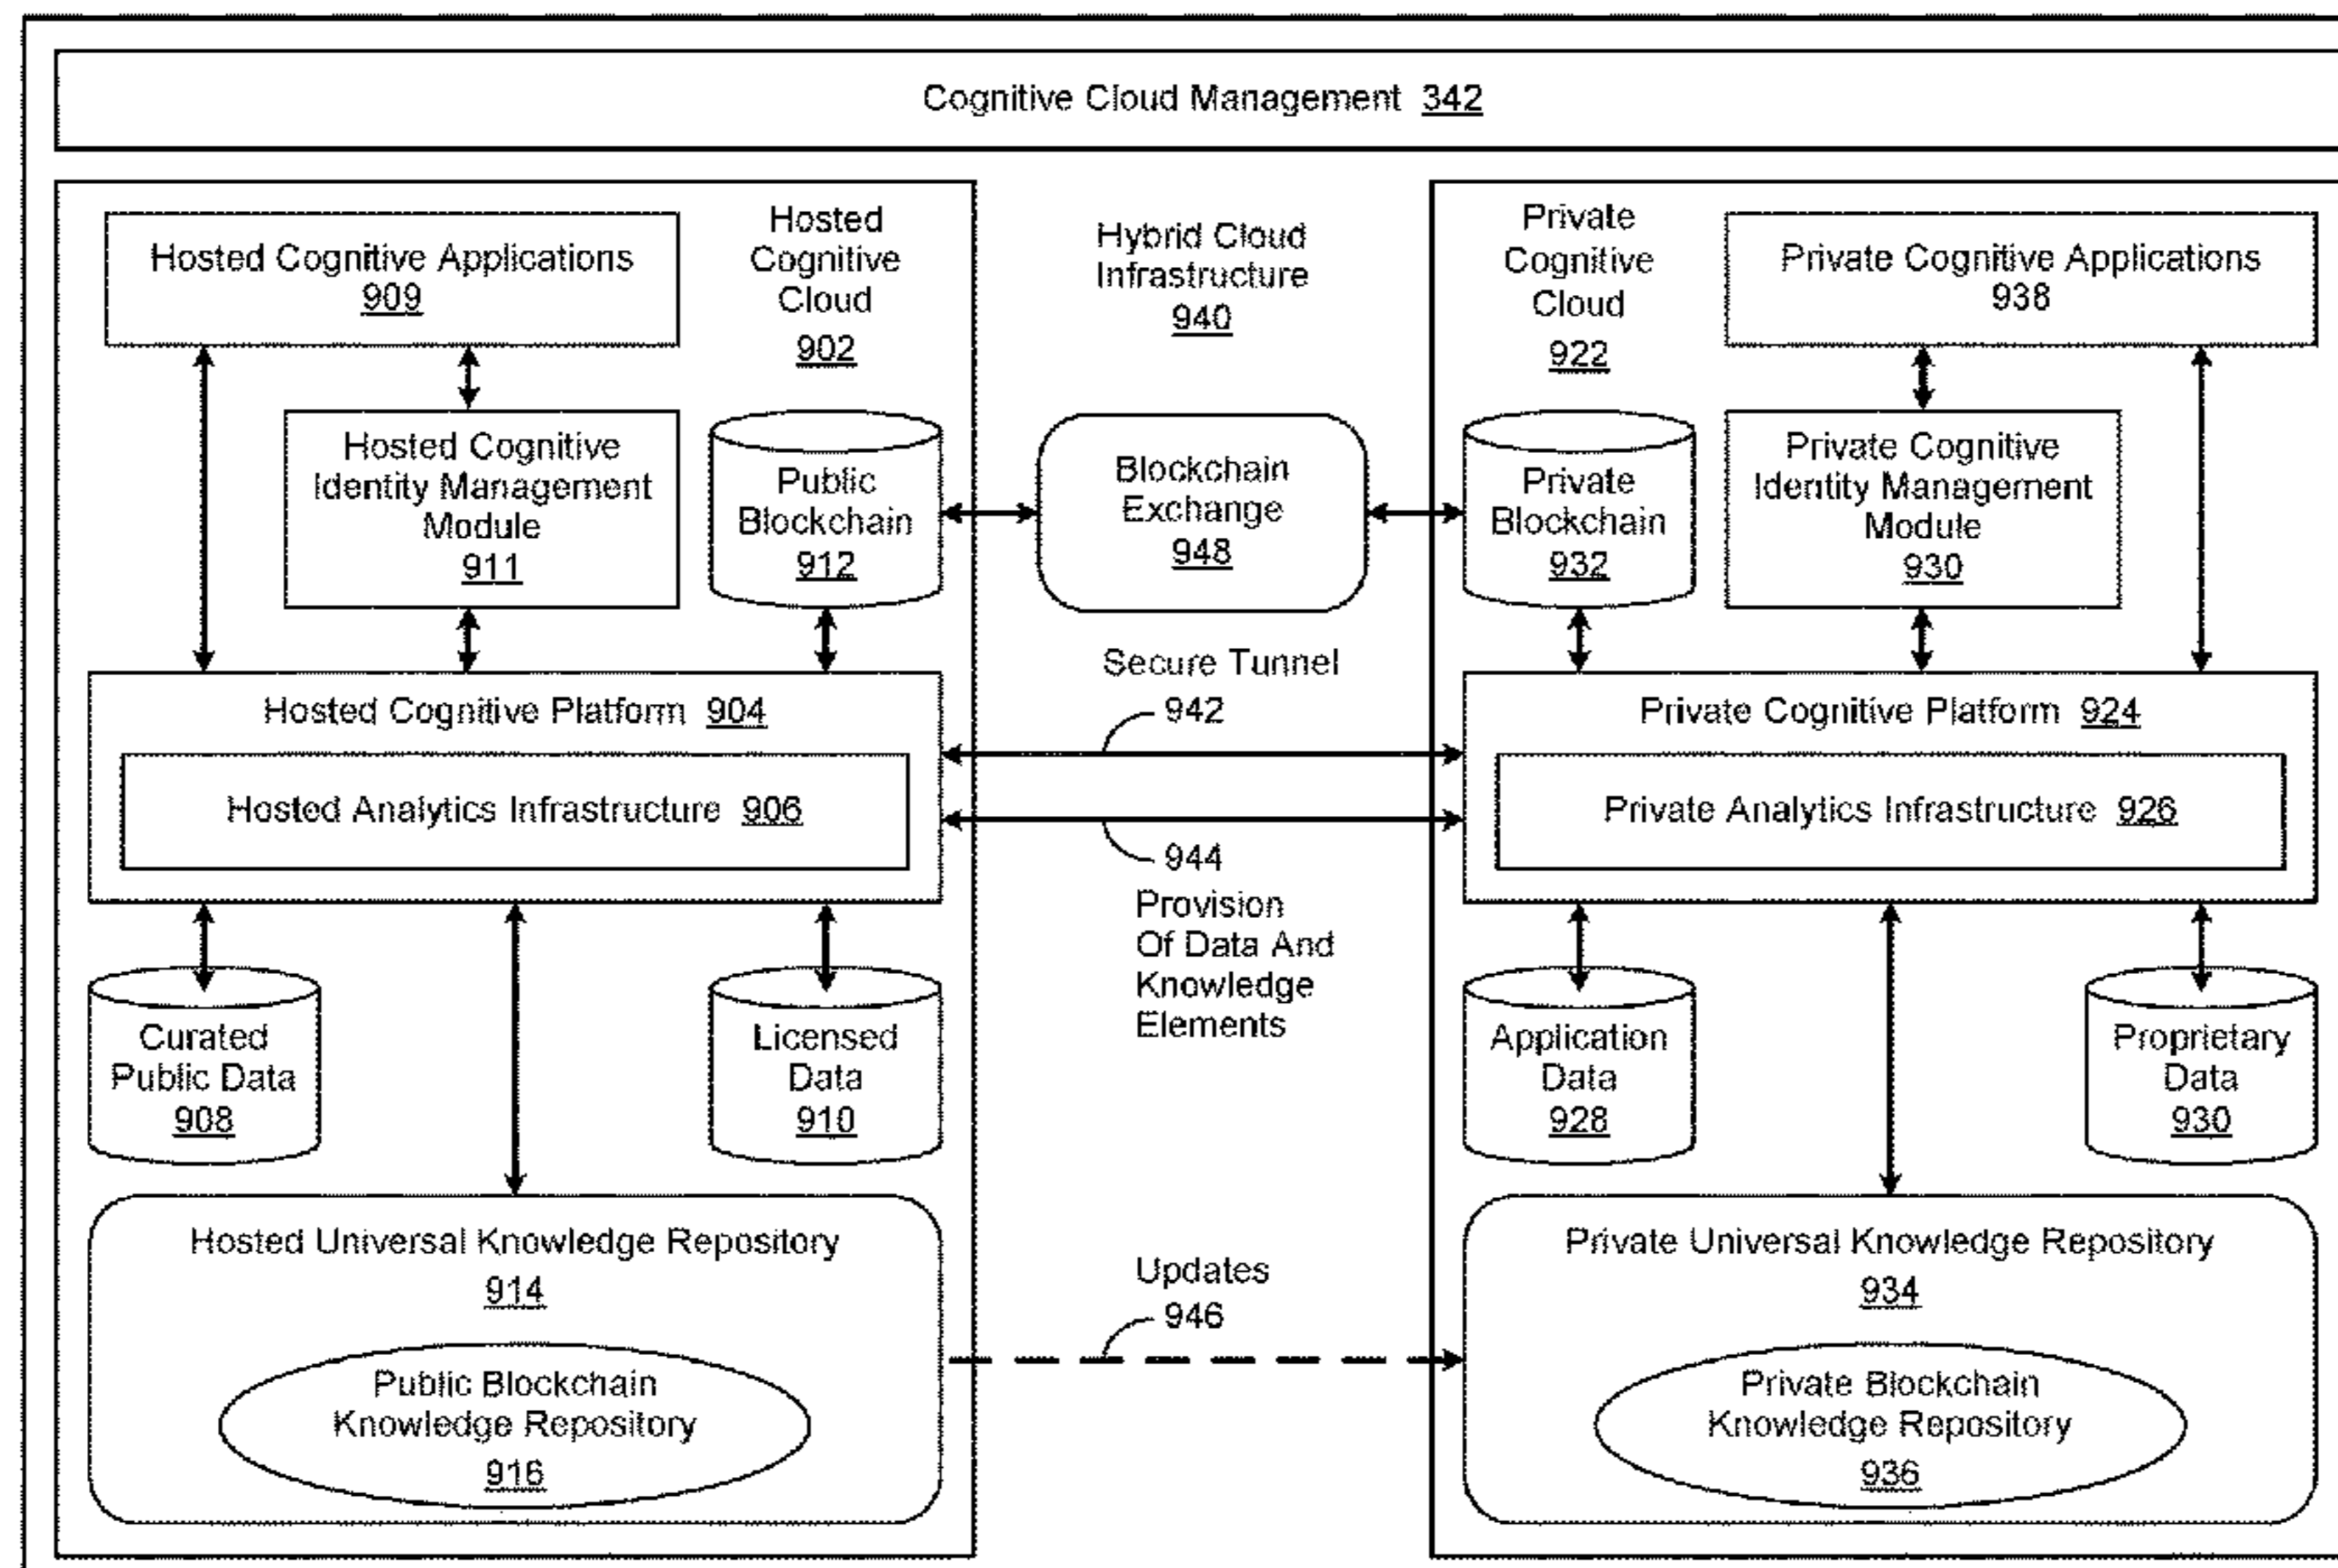 Cognitive Cloud Management 342
Hosted Cognitive Applications
909
Hosted
Cognitive
Cloud
902
Hosted Cognitive
Identity Management
Module
911
Public
Blockchain
912
Hosted Cognitive Platform 904
Hosted Analytics Infrastructure 906
Curated
Public Data
908
Licensed
Data
910
Hosted Universal Knowledge Repository
914
Public Blockchain
Knowledge Repository
916
Hybrid Cloud
Infrastructure
940
Blockchain
Exchange
948
Secure Tunnel
942
944
Provision
Of Data And
Knowledge
Elements
Updates
946
Private
Cognitive
Cloud
922
Private Cognitive Applications
938
Private
Blockchain
932
Private Cognitive
Identity Management
Module
930
Private Cognitive Platform 924
Private Analytics Infrastructure 926
Application
Data
928
Proprietary
Data
930
Private Universal Knowledge Repository
934
Private Blockchain
Knowledge Repository
936